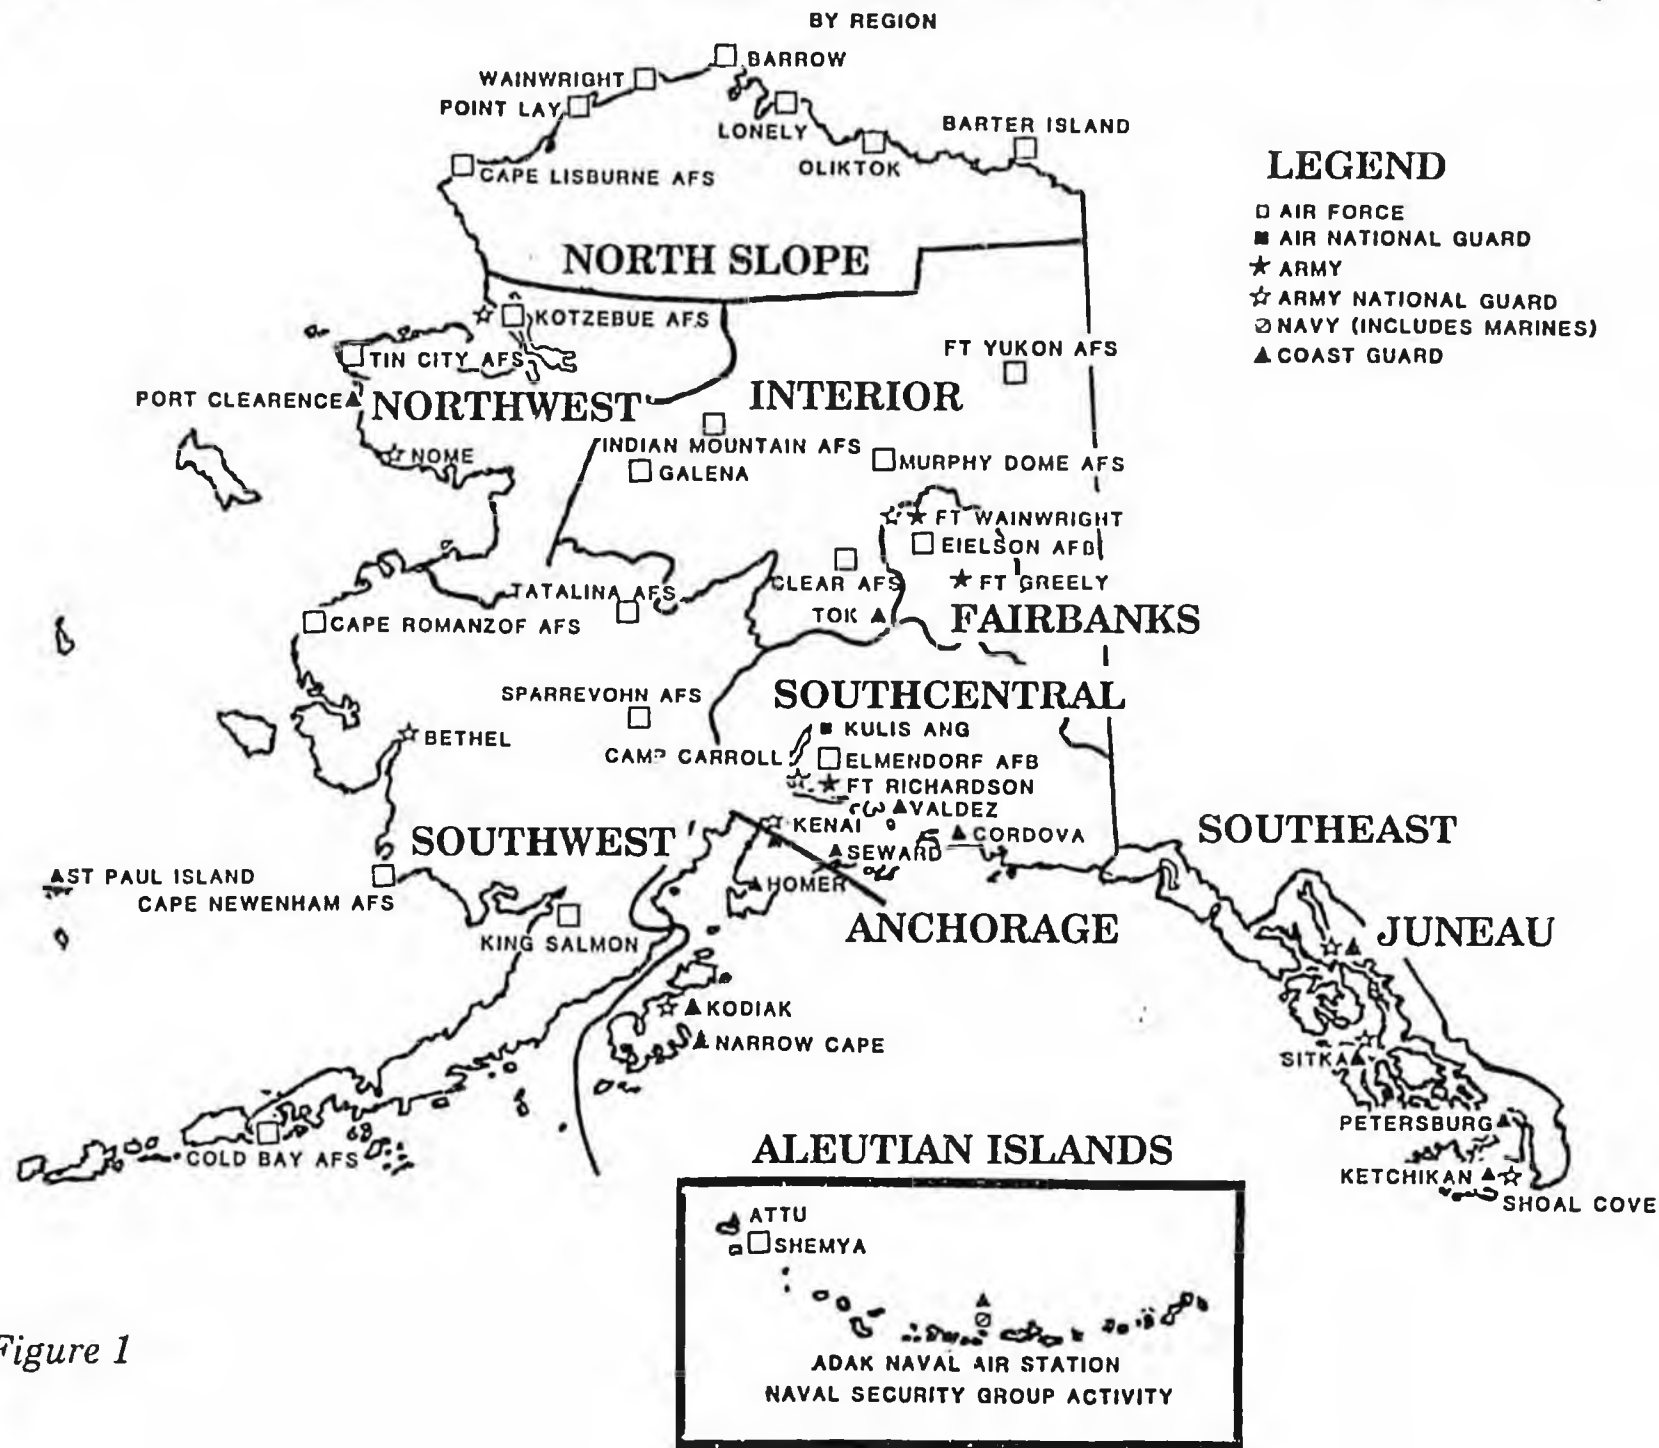 BY REGION
BARROW
WAINWRIGHT
POINT LAY
LONELY
BARTER ISLAND
OLIKTOK
CAPE LISBURNE AFS
LEGEND
AIR FORCE
AIR NATIONAL GUARD
ARMY
ARMY NATIONAL GUARD
NAVY (INCLUDES MARINES)
COAST GUARD
NORTH SLOPE
KOTZEBUE AFS
TIN CITY AFS
FT YUKON AFS
PORT CLEARENCE
NORTHWEST
INTERIOR
INDIAN MOUNTAIN AFS
NOME
GALENA
MURPHY DOME AFS
FT WAINWRIGHT
EIELSON AFB
CLEAR AFS
FT GREELY
TATALINA AFS
TOK
FAIRBANKS
CAPE ROMANZOF AFS
SPARREVOHN AFS
SOUTHCENTRAL
KULIS ANG
BETHEL
CAMP CARROLL
ELMENDORF AFB
FT RICHARDSON
VALDEZ
KENAI
CORDOVA
SOUTHEAST
SOUTHWEST
SEWARD
ST PAUL ISLAND
HOMER
CAPE NEWENHAM AFS
ANCHORAGE
JUNEAU
KING SALMON
KODIAK
NARROW CAPE
SITKA
PETERSBURG
COLD BAY AFS
ALEUTIAN ISLANDS
KETCHIKAN
SHOAL COVE
ATTU
SHEMYA
ADAK NAVAL AIR STATION
NAVAL SECURITY GROUP ACTIVITY
Figure 1